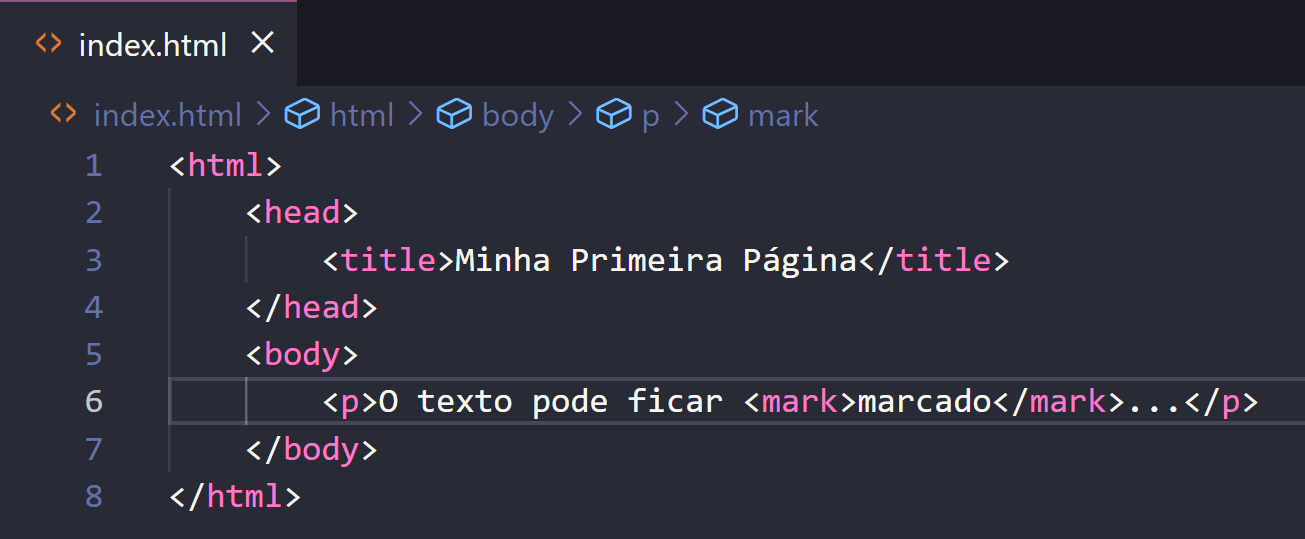 index.html
index.html > html > body > p > mark
1 <html>
2 <head>
3 <title>Minha Primeira Página</title>
4 </head>
5 <body>
6 <p>O texto pode ficar <mark>marcado</mark>...</p>
7 </body>
8 </html>